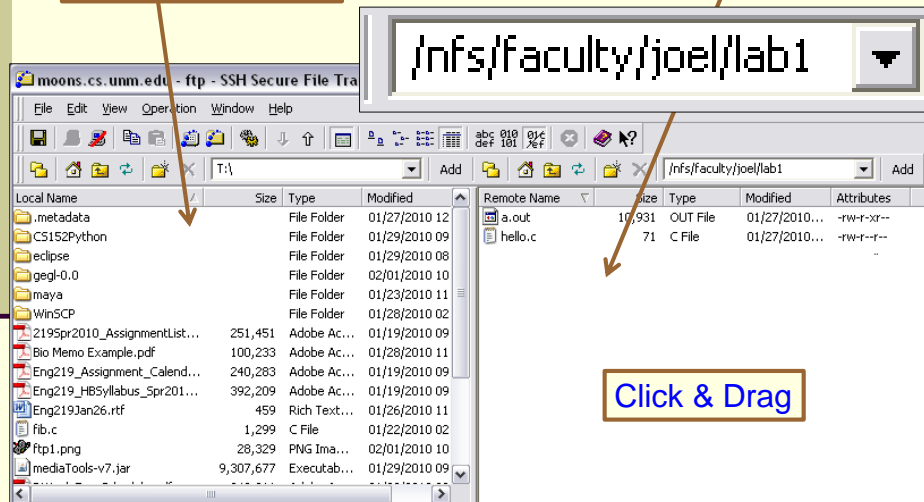 /nfs/faculty/joel/lab1
moons.cs.unm.edu - ftp - SSH Secure File Tra
File Edit View Operation Window Help
abc def 010 101
T:\ Add /nfs/faculty/joel/lab1 Add
Local Name Size Type Modified Remote Name Size Type Modified Attributes
.metadata File Folder 01/27/2010 12 a.out 10,931 OUT File 01/27/2010... -rw-r-xr--
CS152Python File Folder 01/29/2010 09 hello.c 71 C File 01/27/2010... -rw-r--r--
eclipse File Folder 01/29/2010 08
gegl-0.0 File Folder 02/01/2010 10
maya File Folder 01/23/2010 11
WinSCP File Folder 01/28/2010 02
219Spr2010_AssignmentList... 251,451 Adobe Ac... 01/19/2010 09
Bio Memo Example.pdf 100,233 Adobe Ac... 01/28/2010 11
Eng219_Assignment_Calend... 240,283 Adobe Ac... 01/19/2010 09
Eng219_HBSyllabus_Spr201... 392,209 Adobe Ac... 01/19/2010 09
Eng219Jan26.rtf 459 Rich Text... 01/26/2010 11
fib.c 1,299 C File 01/22/2010 02
ftp1.png 28,329 PNG Ima... 02/01/2010 10
mediaTools-v7.jar 9,307,677 Executab... 01/29/2010 09
Click & Drag